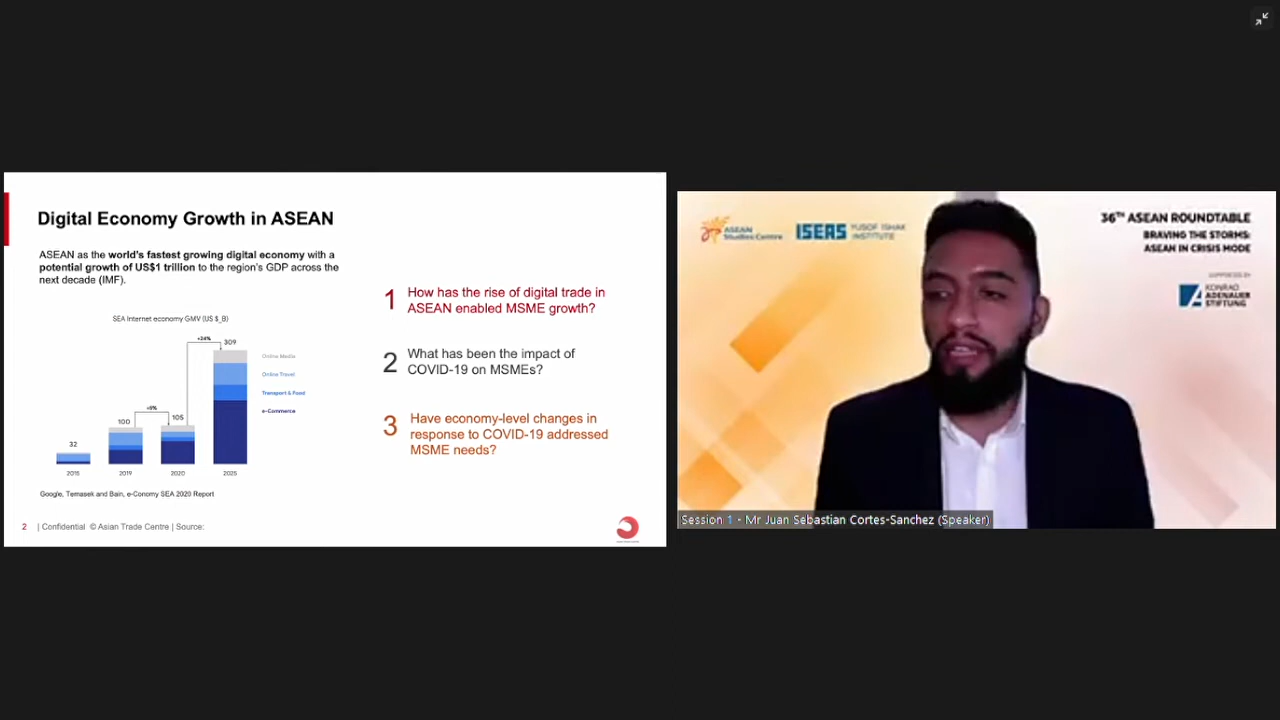 Digital Economy Growth in ASEAN
ASEAN as the world's fastest growing digital economy with a
potential growth of US$1 trillion to the region's GDP across the
next decade (IMF).
SEA Internet economy GMV (US $_B)
+24%
309
+5%
100
105
32
Online Media
Online Travel
Transport & Food
e-Commerce
2015
2019
2020
2025
Google, Temasek and Bain, e-Conomy SEA 2020 Report
1
How has the rise of digital trade in
ASEAN enabled MSME growth?
2
What has been the impact of
COVID-19 on MSMEs?
3
Have economy-level changes in
response to COVID-19 addressed
MSME needs?
2 | Confidential © Asian Trade Centre | Source:
ASEAN
Studies Centre
ISEAS
YUSOF ISHAK
INSTITUTE
36TH ASEAN ROUNDTABLE
BRAVING THE STORMS:
ASEAN IN CRISIS MODE
SUPPORTED BY
KONRAD
ADENAUER
STIFTUNG
Session 1 - Mr Juan Sebastian Cortes-Sanchez (Speaker)